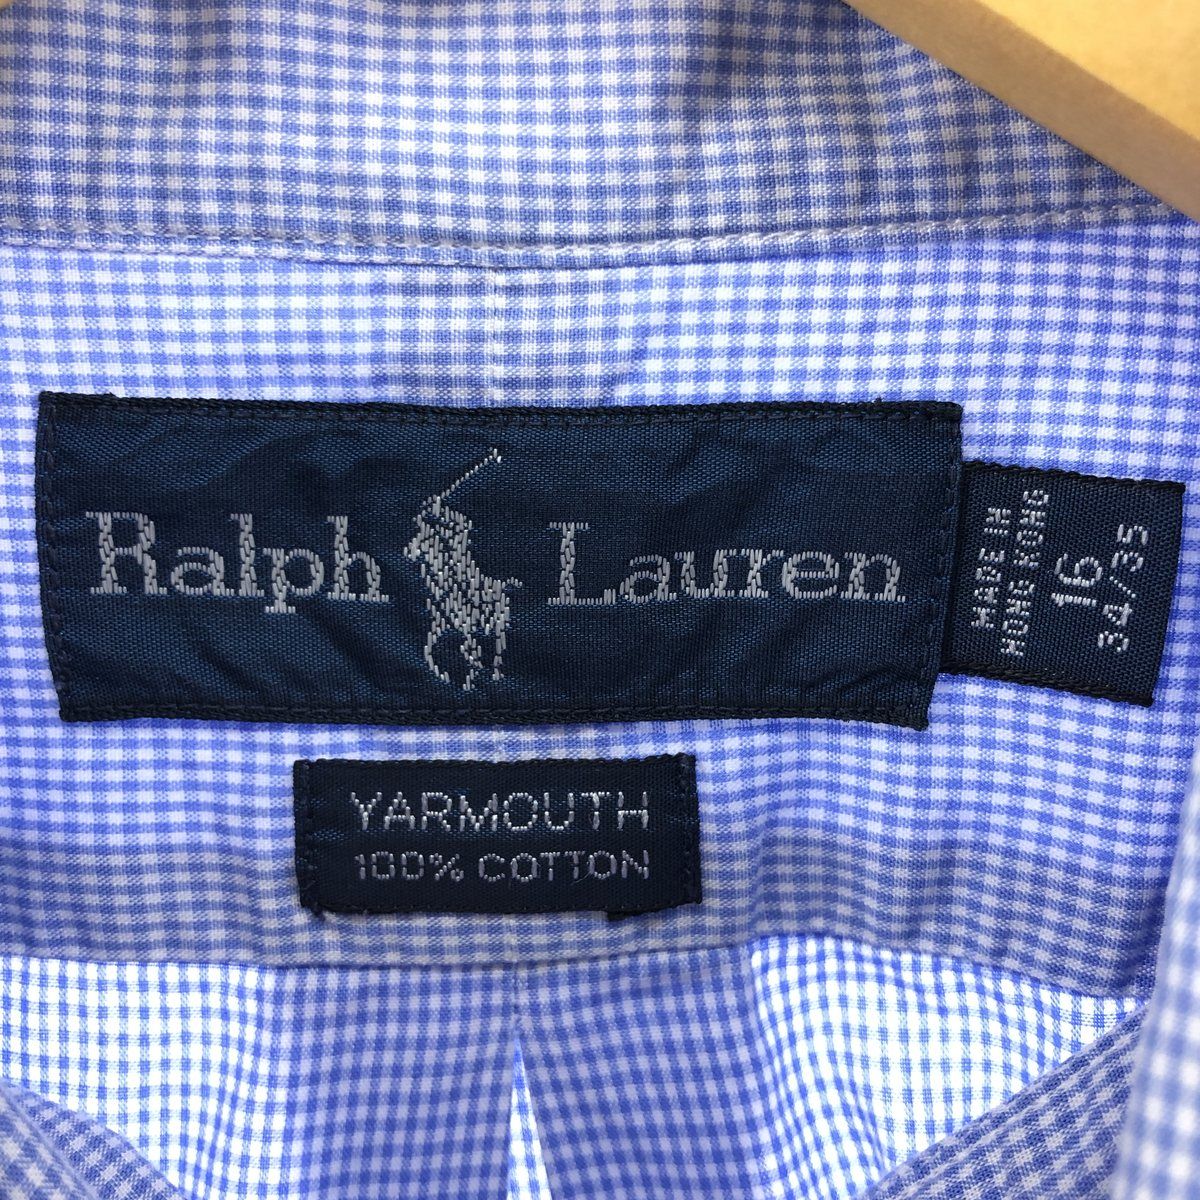 Ralph Lauren
MADE IN
HONG KONG
16
34/35
YARMOUTH
100% COTTON